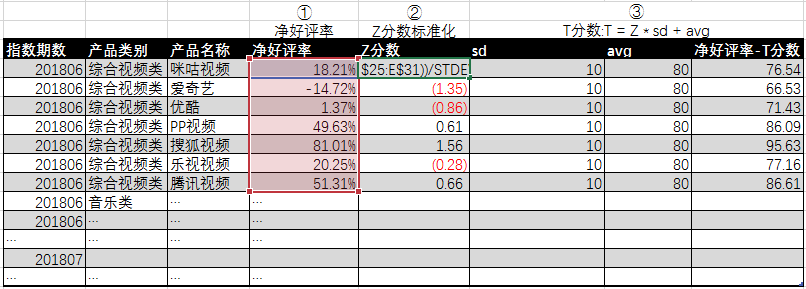 ① ② ③
净好评率 Z分数标准化 T分数:T = Z * sd + avg
指数期数 产品类别 产品名称 净好评率 Z分数 sd avg 净好评率-T分数
201806 综合视频类 咪咕视频 18.21% $25:E$31))/STDE 10 80 76.54
201806 综合视频类 爱奇艺 -14.72% (1.35) 10 80 66.53
201806 综合视频类 优酷 1.37% (0.86) 10 80 71.43
201806 综合视频类 PP视频 49.63% 0.61 10 80 86.09
201806 综合视频类 搜狐视频 81.01% 1.56 10 80 95.63
201806 综合视频类 乐视视频 20.25% (0.28) 10 80 77.16
201806 综合视频类 腾讯视频 51.31% 0.66 10 80 86.61
201806 音乐类 … …
201806 … … …
… … … …
201807
… … … …